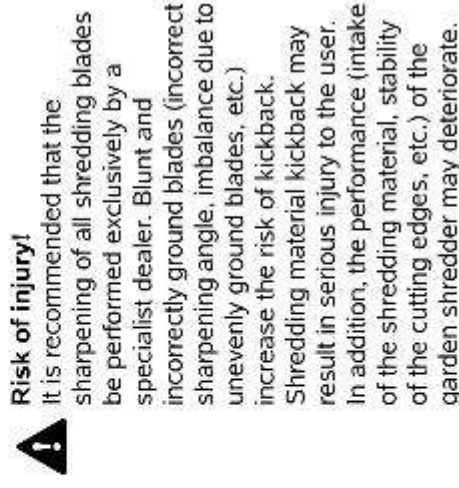 Risk of injury!
It is recommended that the
sharpening of all shredding blades
be performed exclusively by a
specialist dealer. Blunt and
incorrectly ground blades (incorrect
sharpening angle, imbalance due to
unevenly ground blades, etc.)
increase the risk of kickback.
Shredding material kickback may
result in serious injury to the user.
In addition, the performance (intake
of the shredding material, stability
of the cutting edges, etc.) of the
garden shredder may deteriorate.